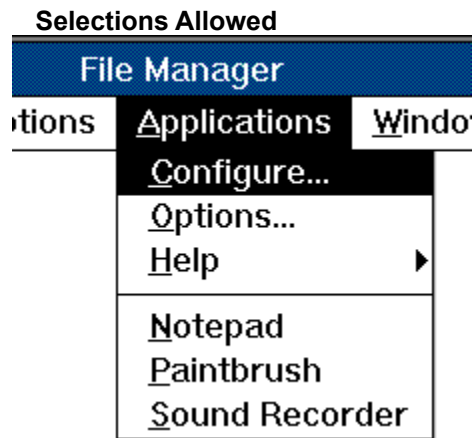 Selections Allowed
File Manager
tions Applications Windo
Configure...
Options...
Help
Notepad
Paintbrush
Sound Recorder